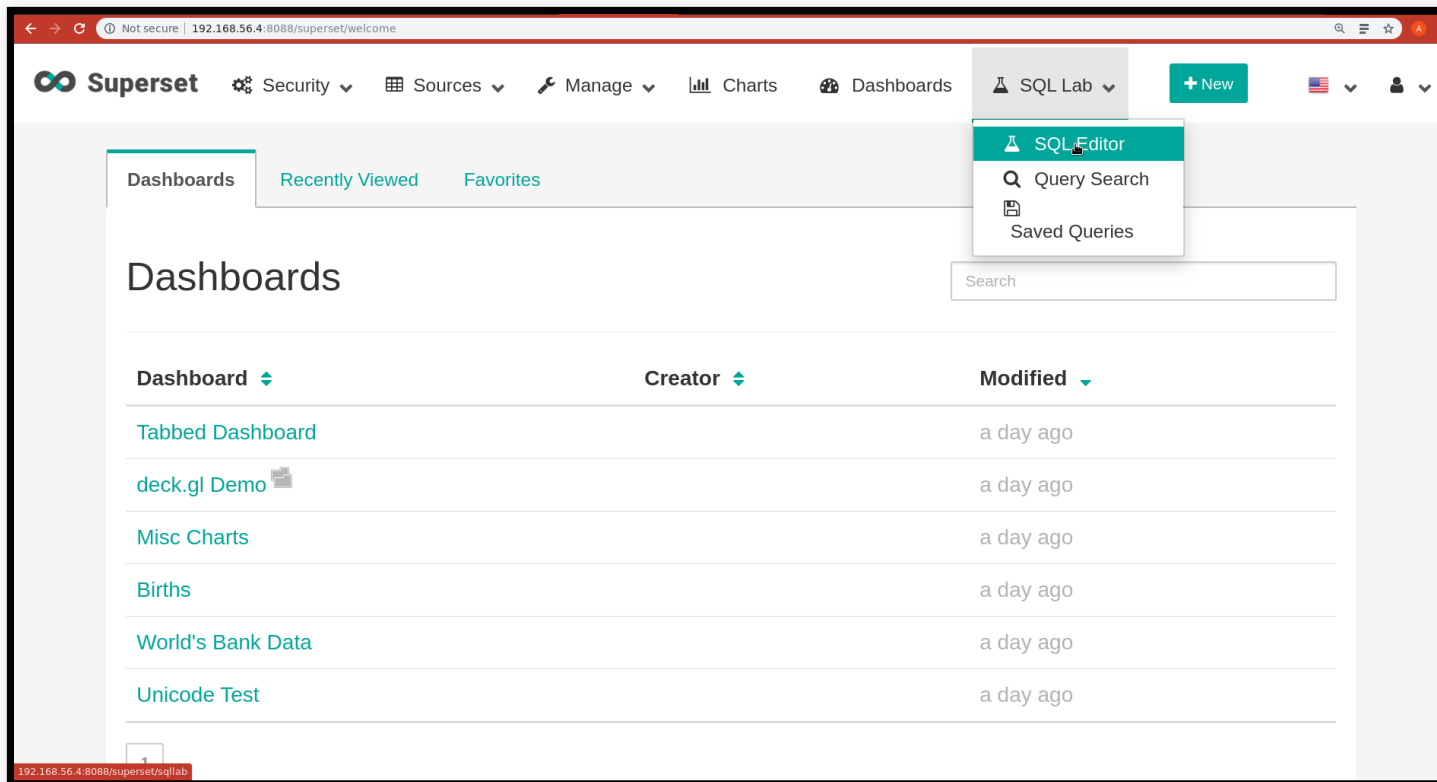 Not secure | 192.168.56.4:8088/superset/welcome
A
Superset Security Sources Manage Charts Dashboards SQL Lab + New
SQL Editor
Query Search
Saved Queries
Dashboards Recently Viewed Favorites
Dashboards
Search
Dashboard Creator Modified
Tabbed Dashboard a day ago
deck.gl Demo a day ago
Misc Charts a day ago
Births a day ago
World's Bank Data a day ago
Unicode Test a day ago
1
192.168.56.4:8088/superset/sqllab